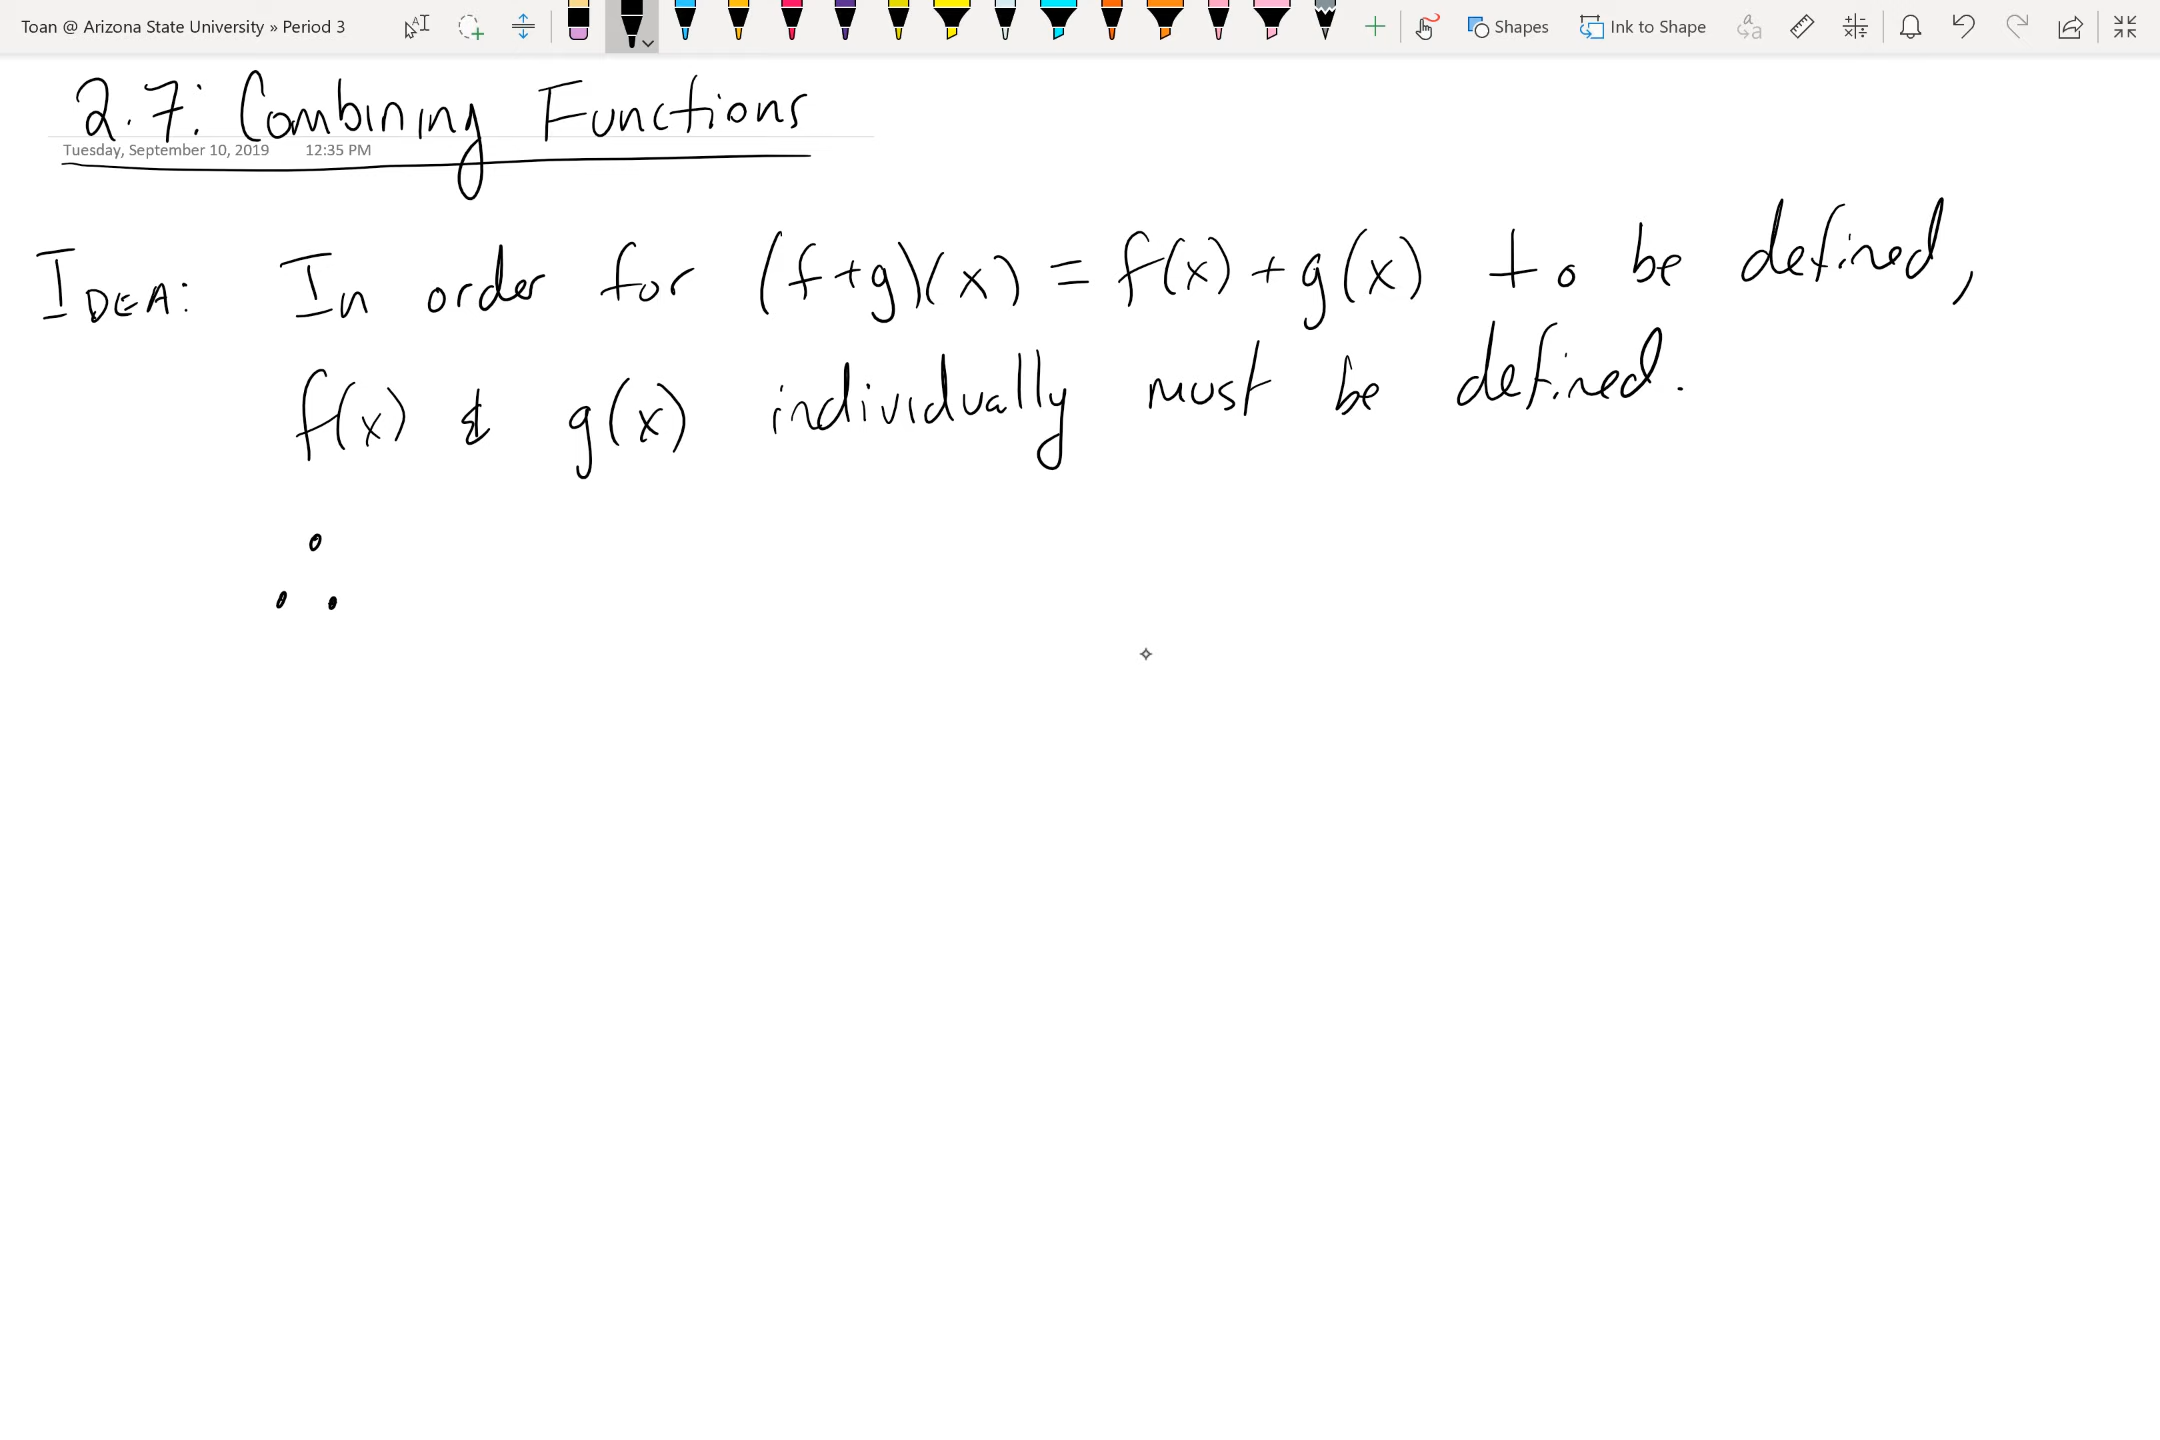 Toan @ Arizona State University » Period 3
Shapes
Ink to Shape
2.7: Combining Functions
Tuesday, September 10, 2019 12:35 PM
IDEA: In order for (f+g)(x) = f(x) + g(x) to be defined,
f(x) & g(x) individually must be defined.
∴